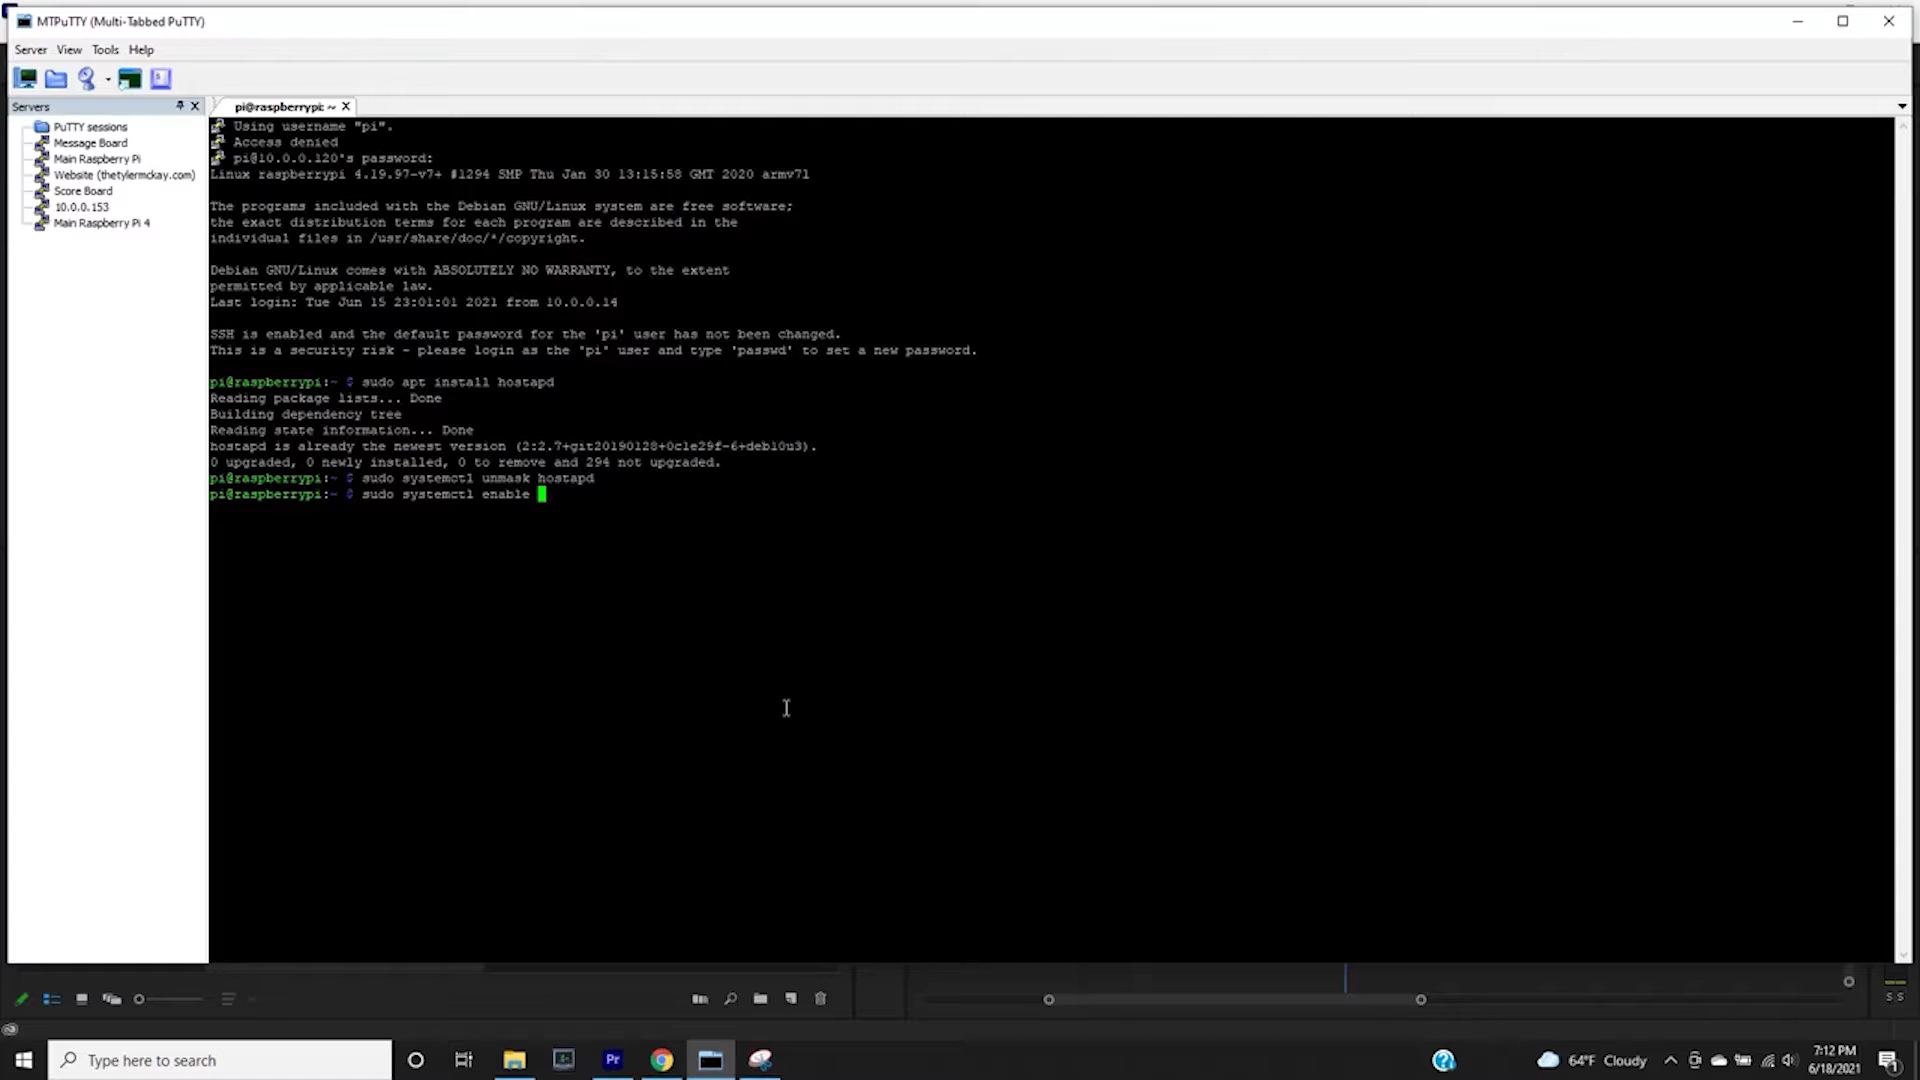 MTPuTTY (Multi-Tabbed PuTTY)
Server View Tools Help
Servers
pi@raspberrypi: ~
PuTTY sessions
Message Board
Main Raspberry Pi
Website (thetylermckay.com)
Score Board
10.0.0.153
Main Raspberry Pi 4
Using username "pi".
Access denied
pi@10.0.0.120's password:
Linux raspberrypi 4.19.97-v7+ #1294 SMP Thu Jan 30 13:15:58 GMT 2020 armv7l
The programs included with the Debian GNU/Linux system are free software;
the exact distribution terms for each program are described in the
individual files in /usr/share/doc/*/copyright.
Debian GNU/Linux comes with ABSOLUTELY NO WARRANTY, to the extent
permitted by applicable law.
Last login: Tue Jun 15 23:01:01 2021 from 10.0.0.14
SSH is enabled and the default password for the 'pi' user has not been changed.
This is a security risk - please login as the 'pi' user and type 'passwd' to set a new password.
pi@raspberrypi:~ $ sudo apt install hostapd
Reading package lists... Done
Building dependency tree
Reading state information... Done
hostapd is already the newest version (2:2.7+git20190128+0c1e29f-6+deb10u3).
0 upgraded, 0 newly installed, 0 to remove and 294 not upgraded.
pi@raspberrypi:~ $ sudo systemctl unmask hostapd
pi@raspberrypi:~ $ sudo systemctl enable
S S
Type here to search
Pr
64°F Cloudy
7:12 PM
6/18/2021
1